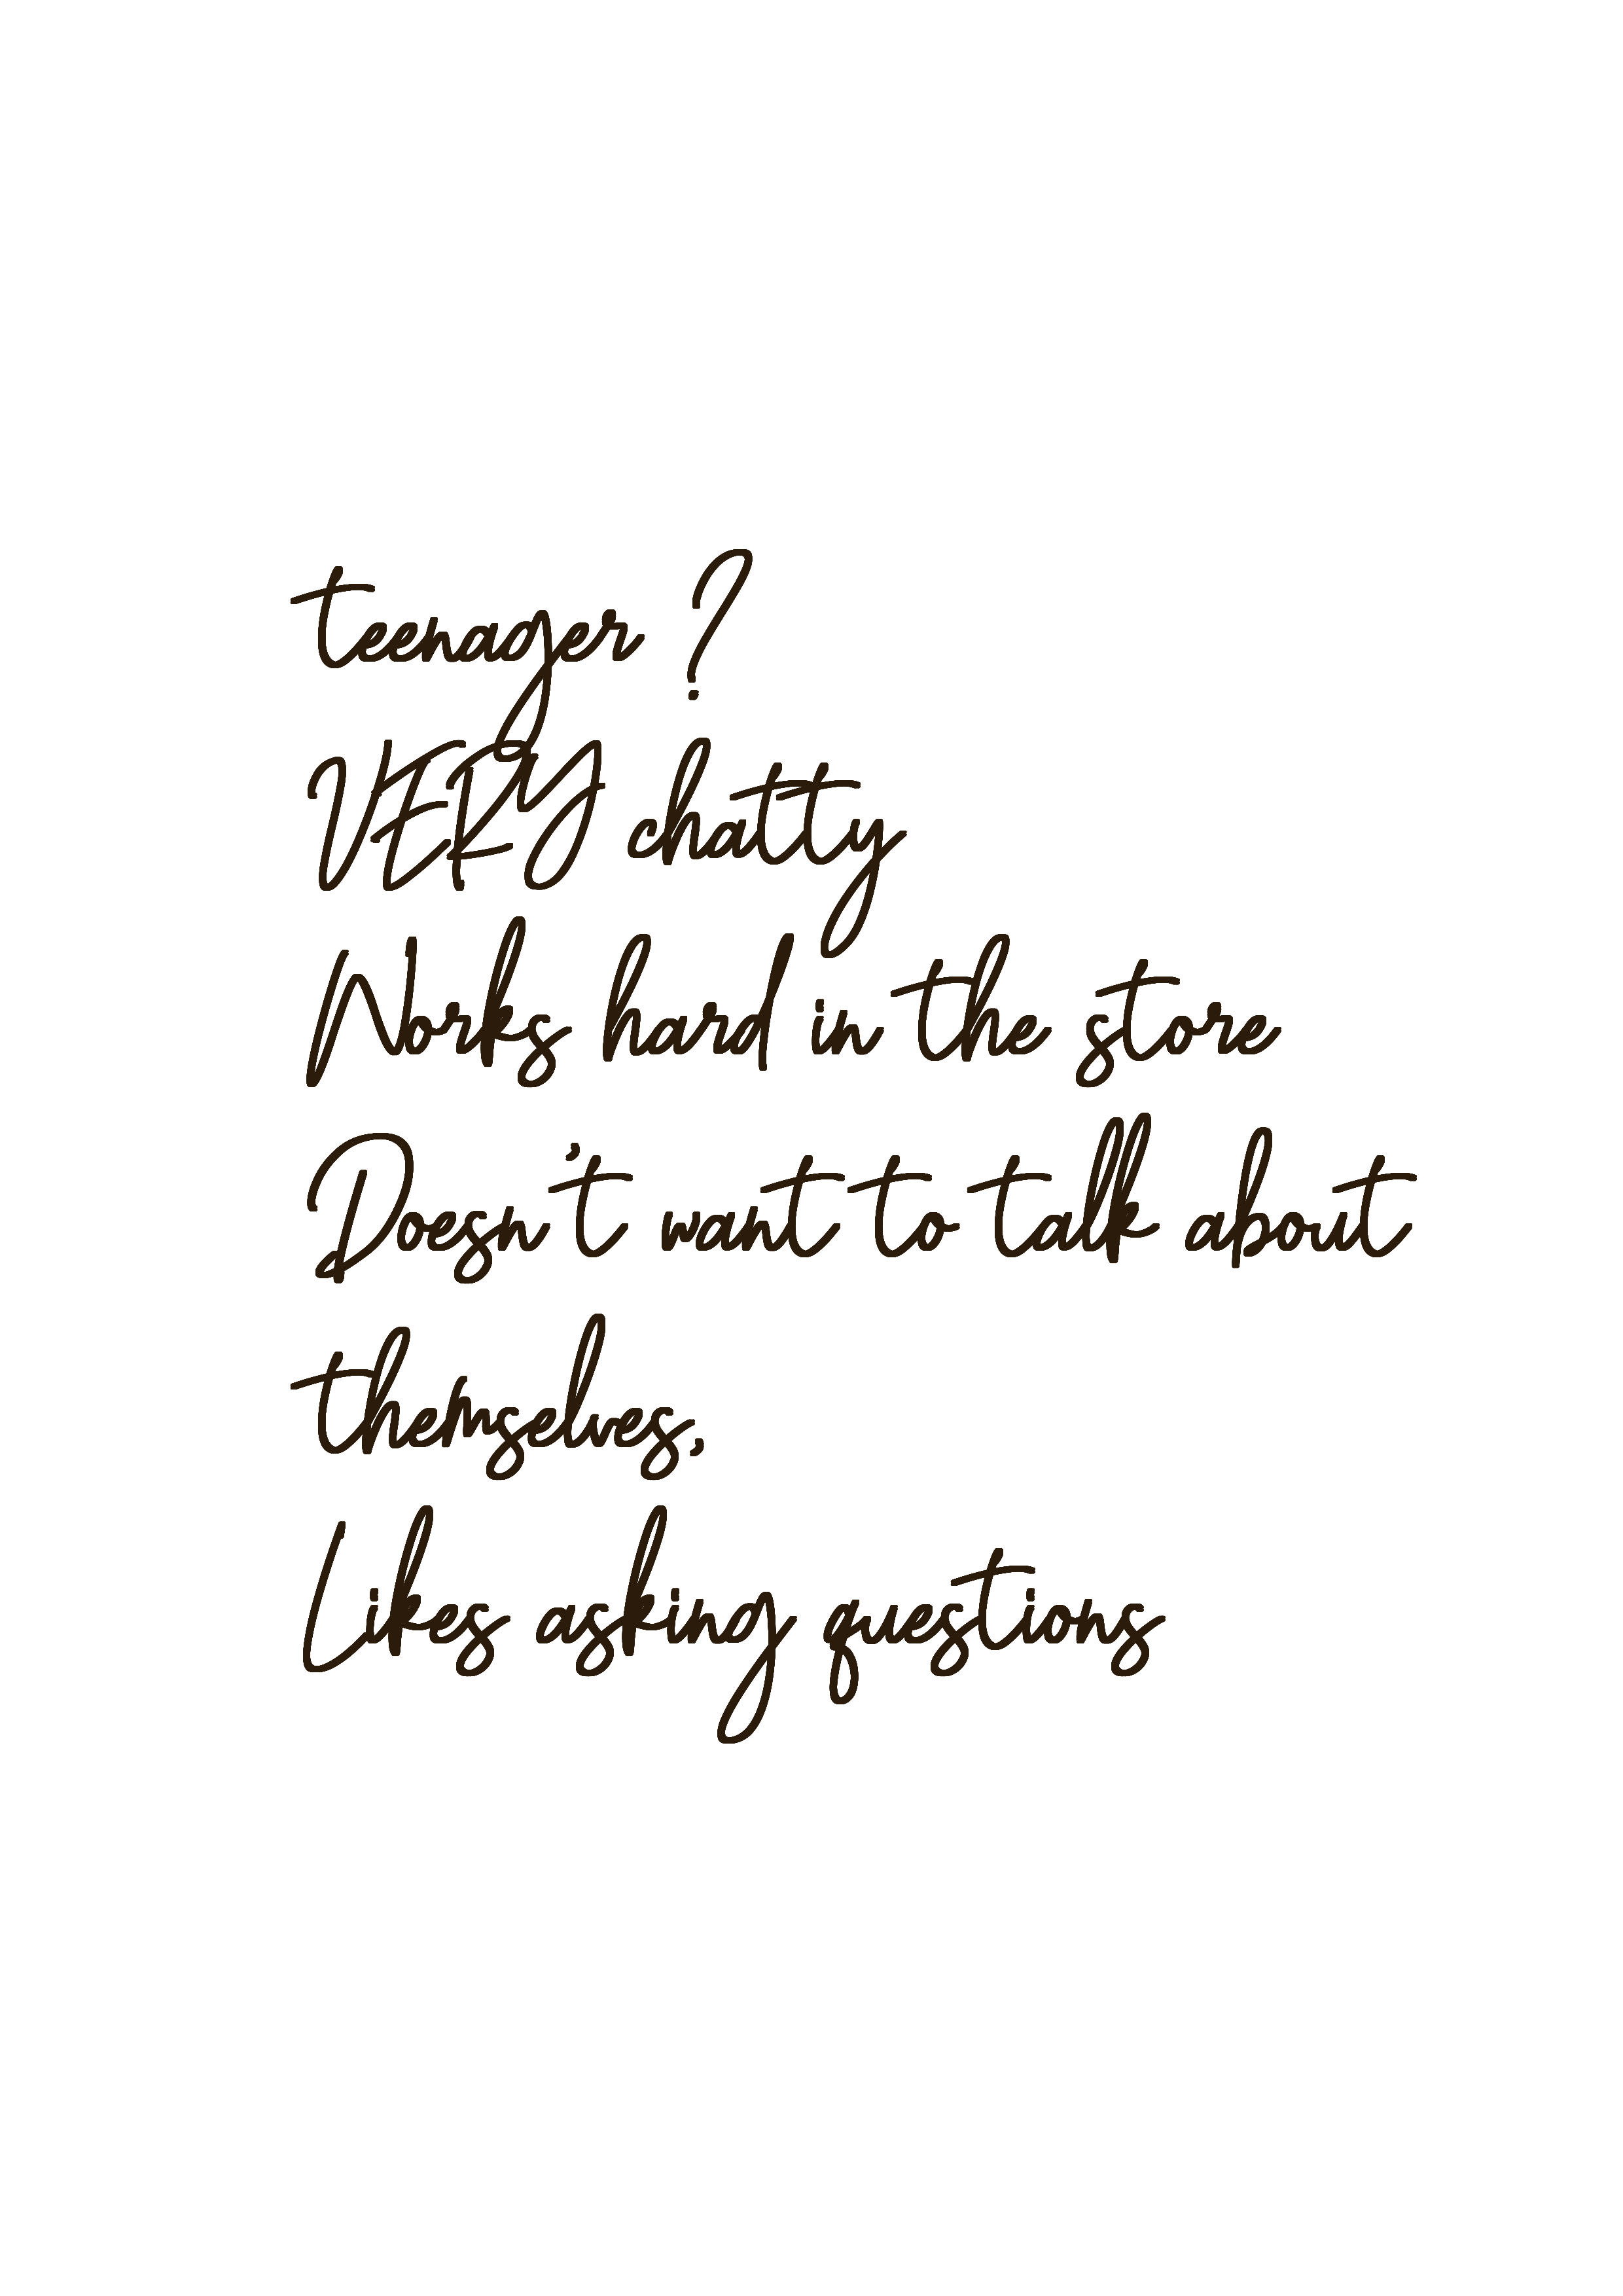 teenager ?
VERY chatty
Works hard in the store
Doesn't want to talk about
themselves,
Likes asking questions